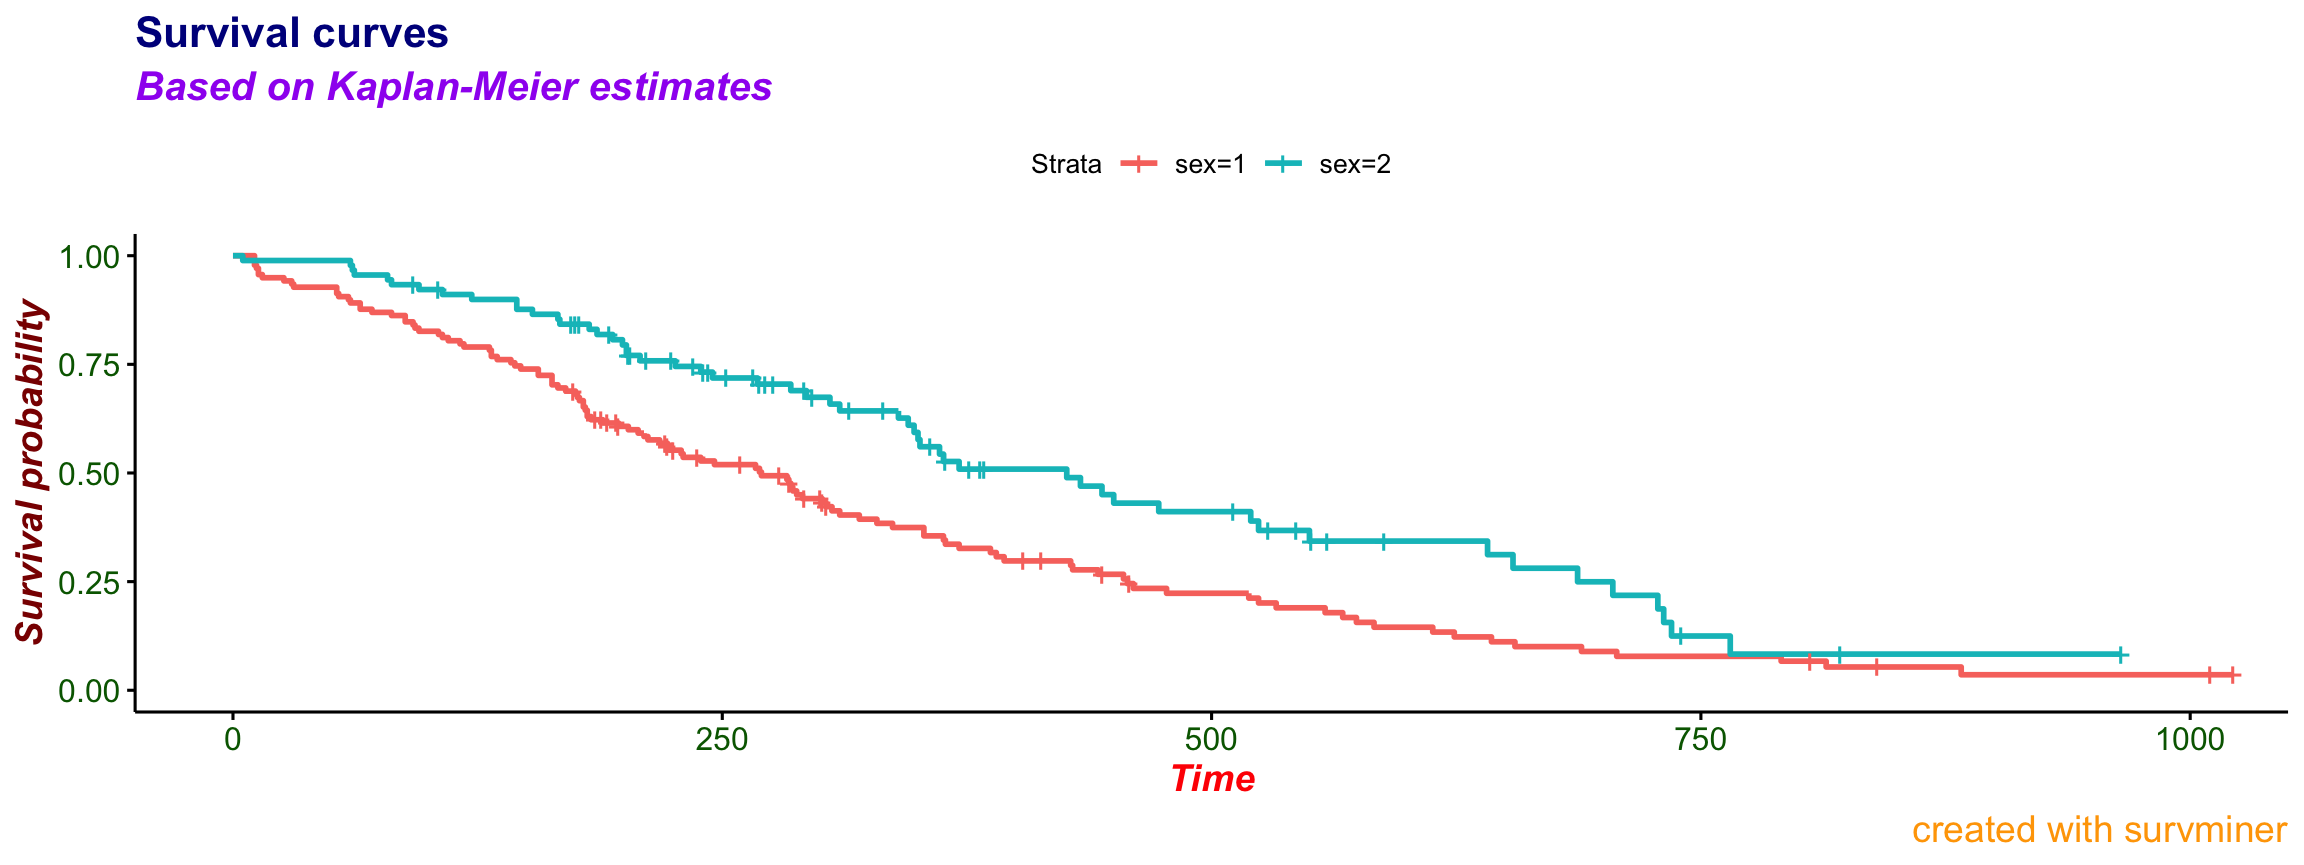 Survival curves
Based on Kaplan-Meier estimates
Strata sex=1 sex=2
Survival probability
1.00
0.75
0.50
0.25
0.00
0 250 500 750 1000
Time
created with survminer